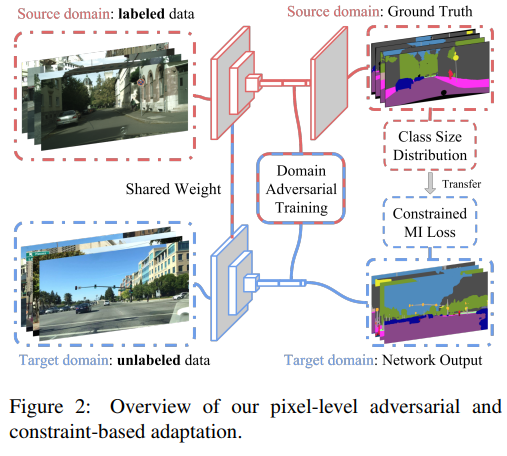 Source domain: labeled data
Source domain: Ground Truth
Class Size
Distribution
Transfer
Shared Weight
Domain
Adversarial
Training
Constrained
MI Loss
Target domain: unlabeled data
Target domain: Network Output
Figure 2: Overview of our pixel-level adversarial and
constraint-based adaptation.